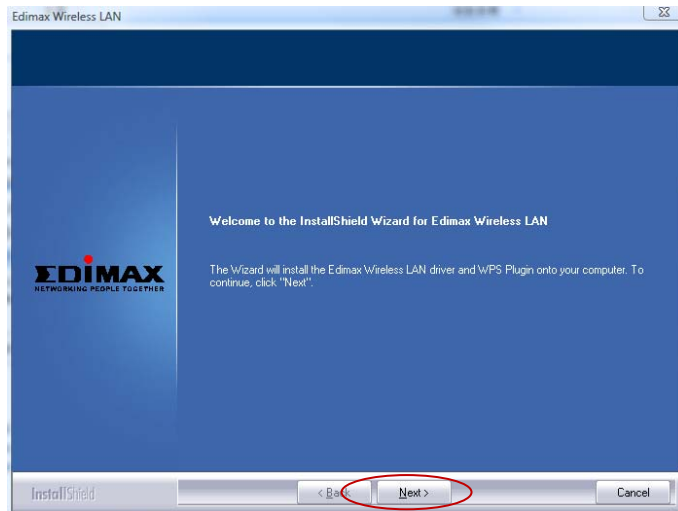 Edimax Wireless LAN
Welcome to the InstallShield Wizard for Edimax Wireless LAN
The Wizard will install the Edimax Wireless LAN driver and WPS Plugin onto your computer. To
continue, click "Next".
EDIMAX
NETWORKING PEOPLE TOGETHER
InstallShield
< Back
Next >
Cancel